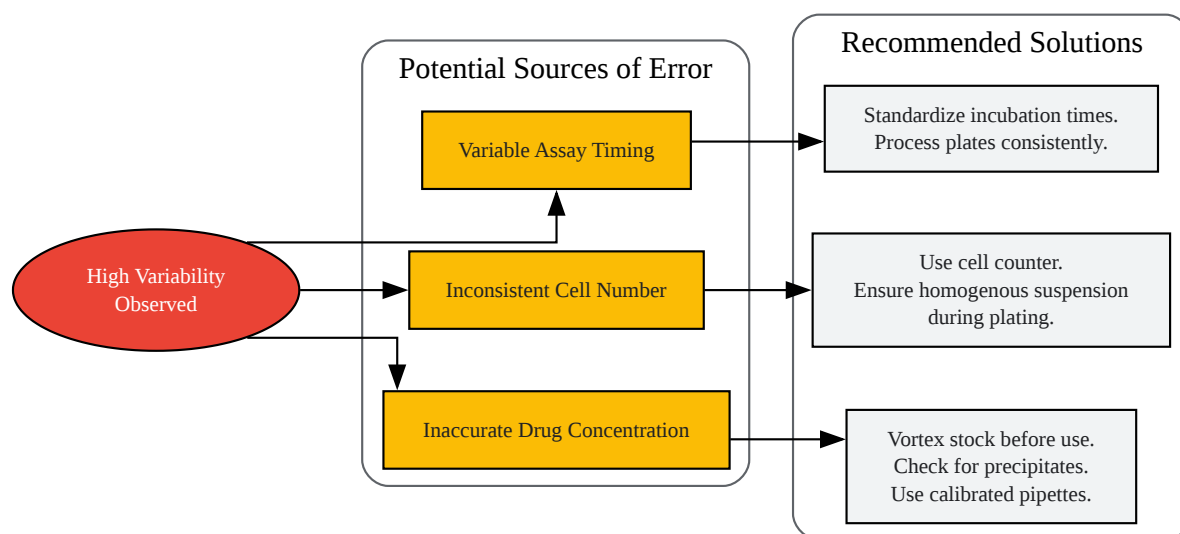 High Variability
Observed
Potential Sources of Error
Variable Assay Timing
Inconsistent Cell Number
Inaccurate Drug Concentration
Recommended Solutions
Standardize incubation times.
Process plates consistently.
Use cell counter.
Ensure homogenous suspension
during plating.
Vortex stock before use.
Check for precipitates.
Use calibrated pipettes.